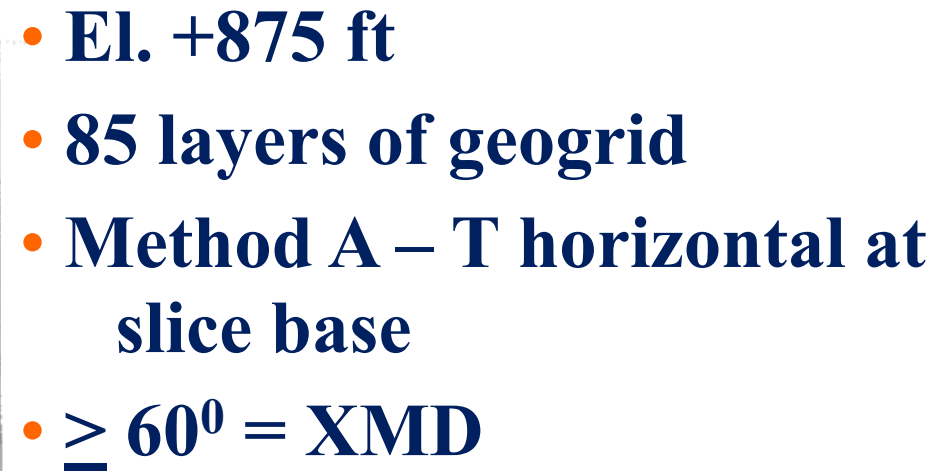 • El. +875 ft
• 85 layers of geogrid
• Method A – T horizontal at
slice base
• ≥ 60⁰ = XMD